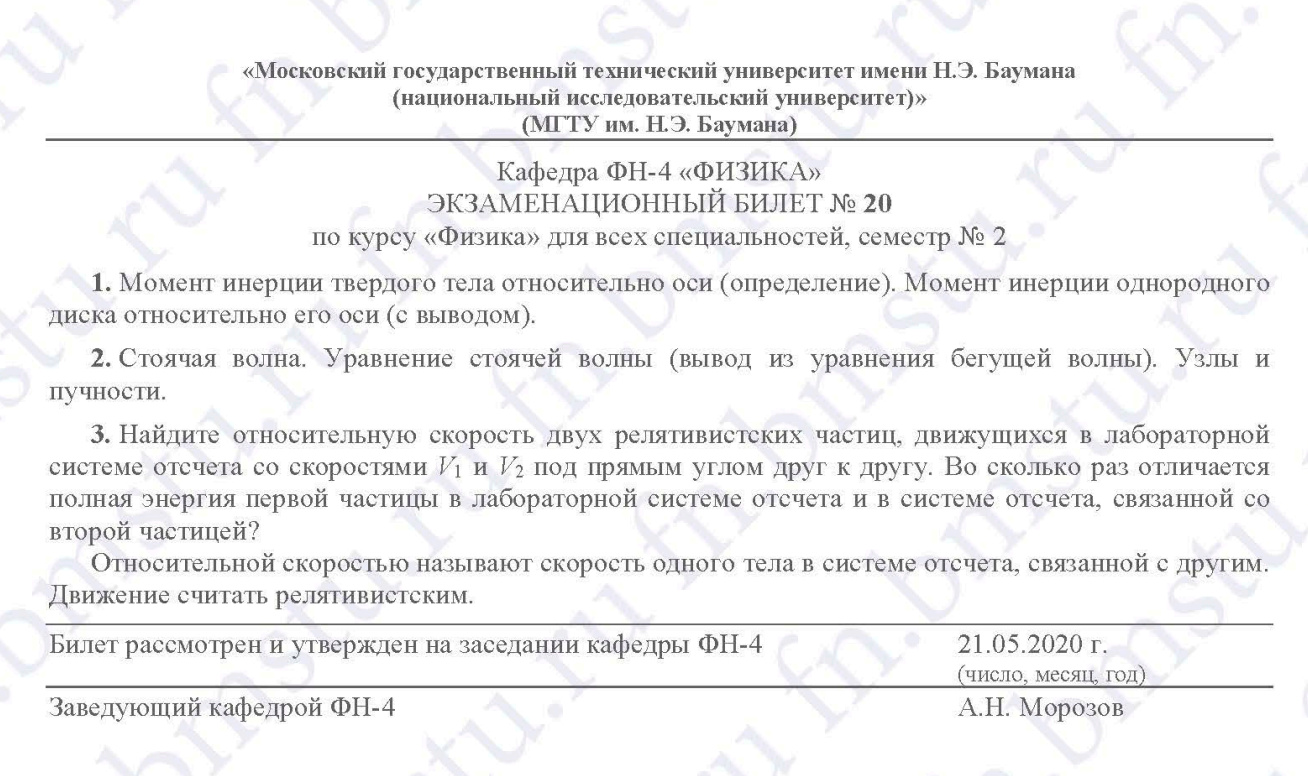 «Московский государственный технический университет имени Н.Э. Баумана
(национальный исследовательский университет)»
(МГТУ им. Н.Э. Баумана)
Кафедра ФН-4 «ФИЗИКА»
ЭКЗАМЕНАЦИОННЫЙ БИЛЕТ № 20
по курсу «Физика» для всех специальностей, семестр № 2
1. Момент инерции твердого тела относительно оси (определение). Момент инерции однородного
диска относительно его оси (с выводом).
2. Стоячая волна. Уравнение стоячей волны (вывод из уравнения бегущей волны). Узлы и
пучности.
3. Найдите относительную скорость двух релятивистских частиц, движущихся в лабораторной
системе отсчета со скоростями V₁ и V₂ под прямым углом друг к другу. Во сколько раз отличается
полная энергия первой частицы в лабораторной системе отсчета и в системе отсчета, связанной со
второй частицей?
Относительной скоростью называют скорость одного тела в системе отсчета, связанной с другим.
Движение считать релятивистским.
Билет рассмотрен и утвержден на заседании кафедры ФН-4 21.05.2020 г.
(число, месяц, год)
Заведующий кафедрой ФН-4 А.Н. Морозов
fn.bmstu.ru